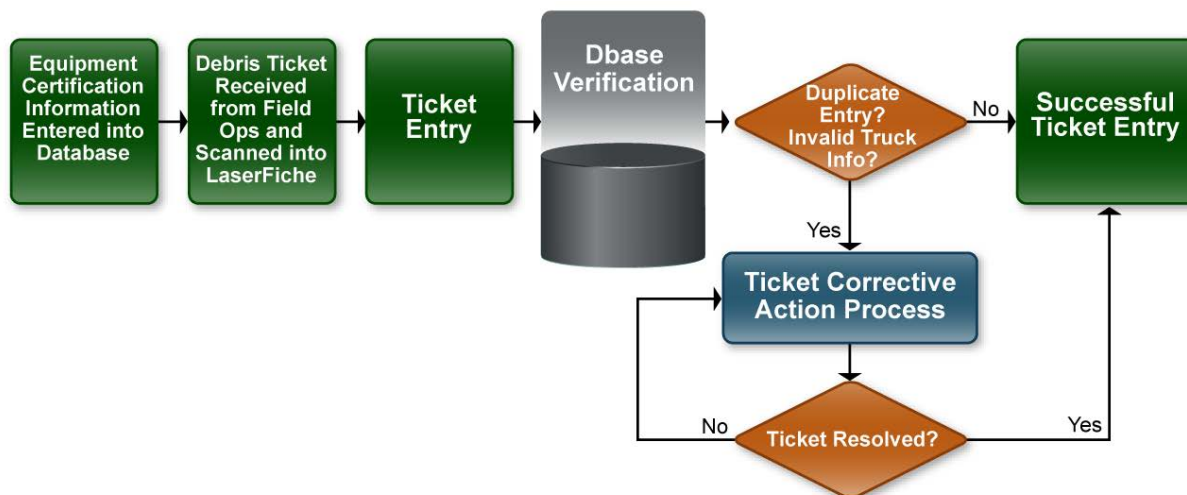 Equipment
Certification
Information
Entered into
Database
Debris Ticket
Received
from Field
Ops and
Scanned into
LaserFiche
Ticket
Entry
Dbase
Verification
Duplicate
Entry?
Invalid Truck
Info?
No
Successful
Ticket Entry
Yes
Ticket Corrective
Action Process
No
Ticket Resolved?
Yes